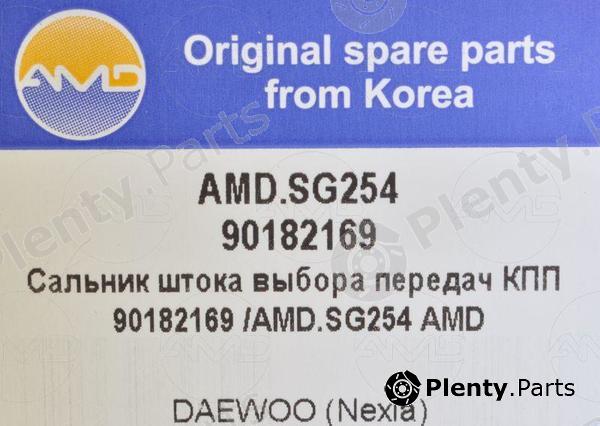 AMD
Original spare parts
from Korea
AMD.SG254
90182169
Сальник штока выбора передач КПП
90182169 /AMD.SG254 AMD
DAEWOO (Nexia)
Plenty.Parts